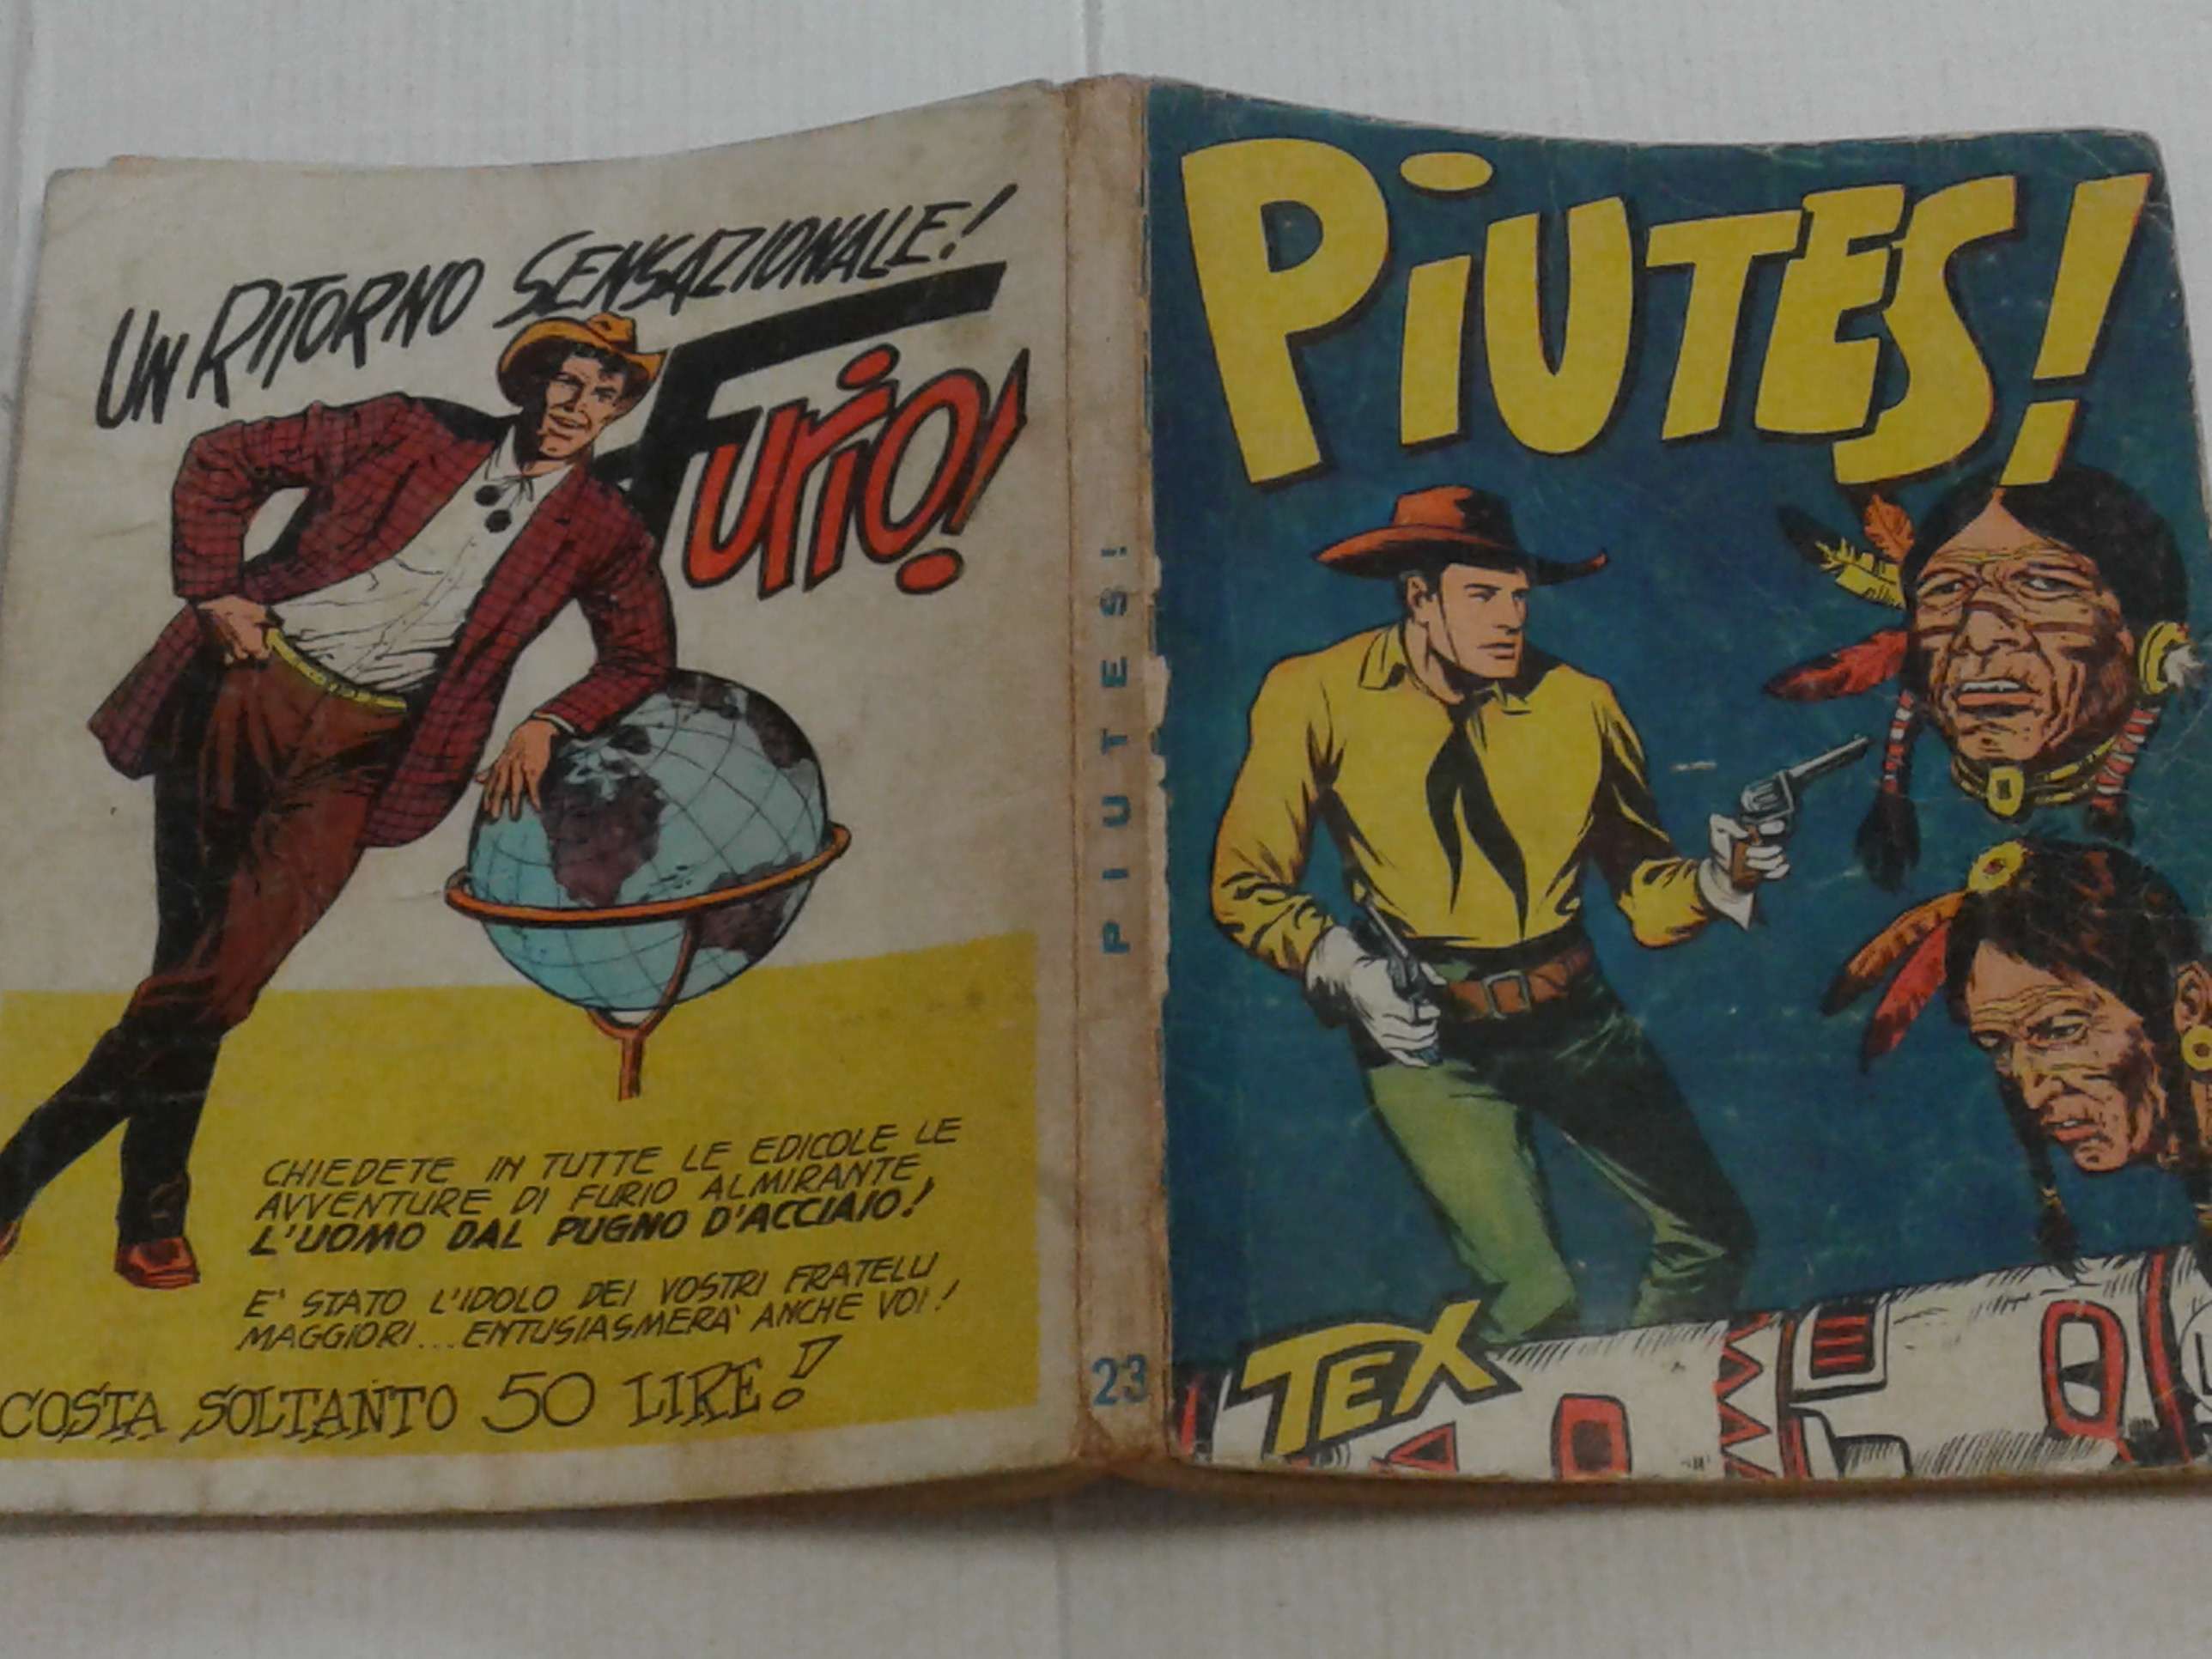 UN RITORNO SENSAZIONALE!
FURIO!
CHIEDETE IN TUTTE LE EDICOLE LE
AVVENTURE DI FURIO ALMIRANTE
L'UOMO DAL PUGNO D'ACCIAIO!
E' STATO L'IDOLO DEI VOSTRI FRATELLI
MAGGIORI...ENTUSIASMERA' ANCHE VOI!
COSTA SOLTANTO 50 LIRE!
PIUTES!
23
PiUTES!
TEX